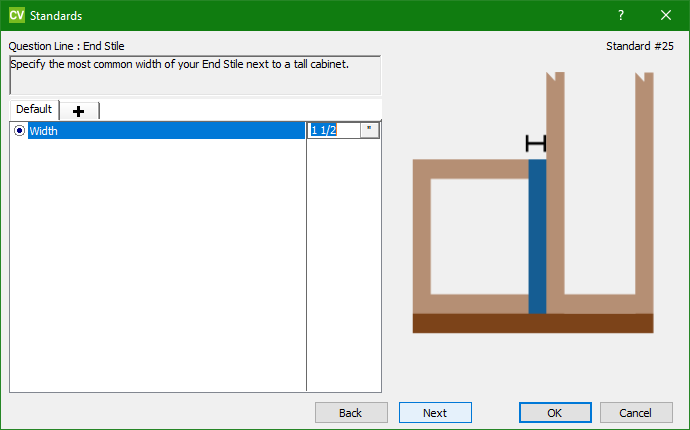 CV Standards ?
Question Line : End Stile Standard #25
Specify the most common width of your End Stile next to a tall cabinet.
Default
Width 1 1/2 "
Back Next OK Cancel